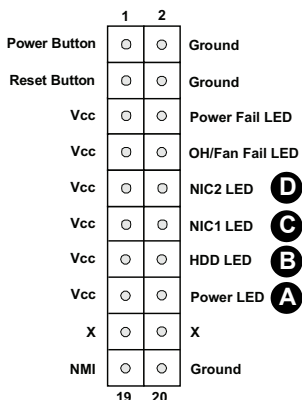 1 2
Power Button Ground
Reset Button Ground
Vcc Power Fail LED
Vcc OH/Fan Fail LED
Vcc NIC2 LED D
Vcc NIC1 LED C
Vcc HDD LED B
Vcc Power LED A
X X
NMI Ground
19 20